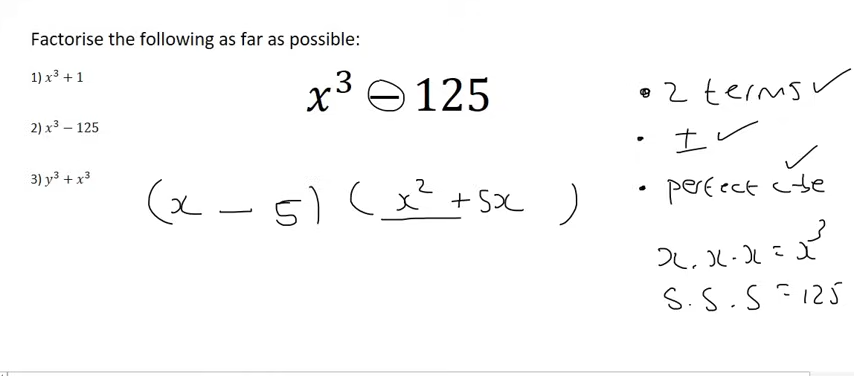 Factorise the following as far as possible:
1) x³ + 1
2) x³ − 125
3) y³ + x³
x³ − 125
(x − 5) (x² + 5x )
• 2 terms ✓
• ± ✓
• perfect cube ✓
x . x . x = x³
5 . 5 . 5 = 125